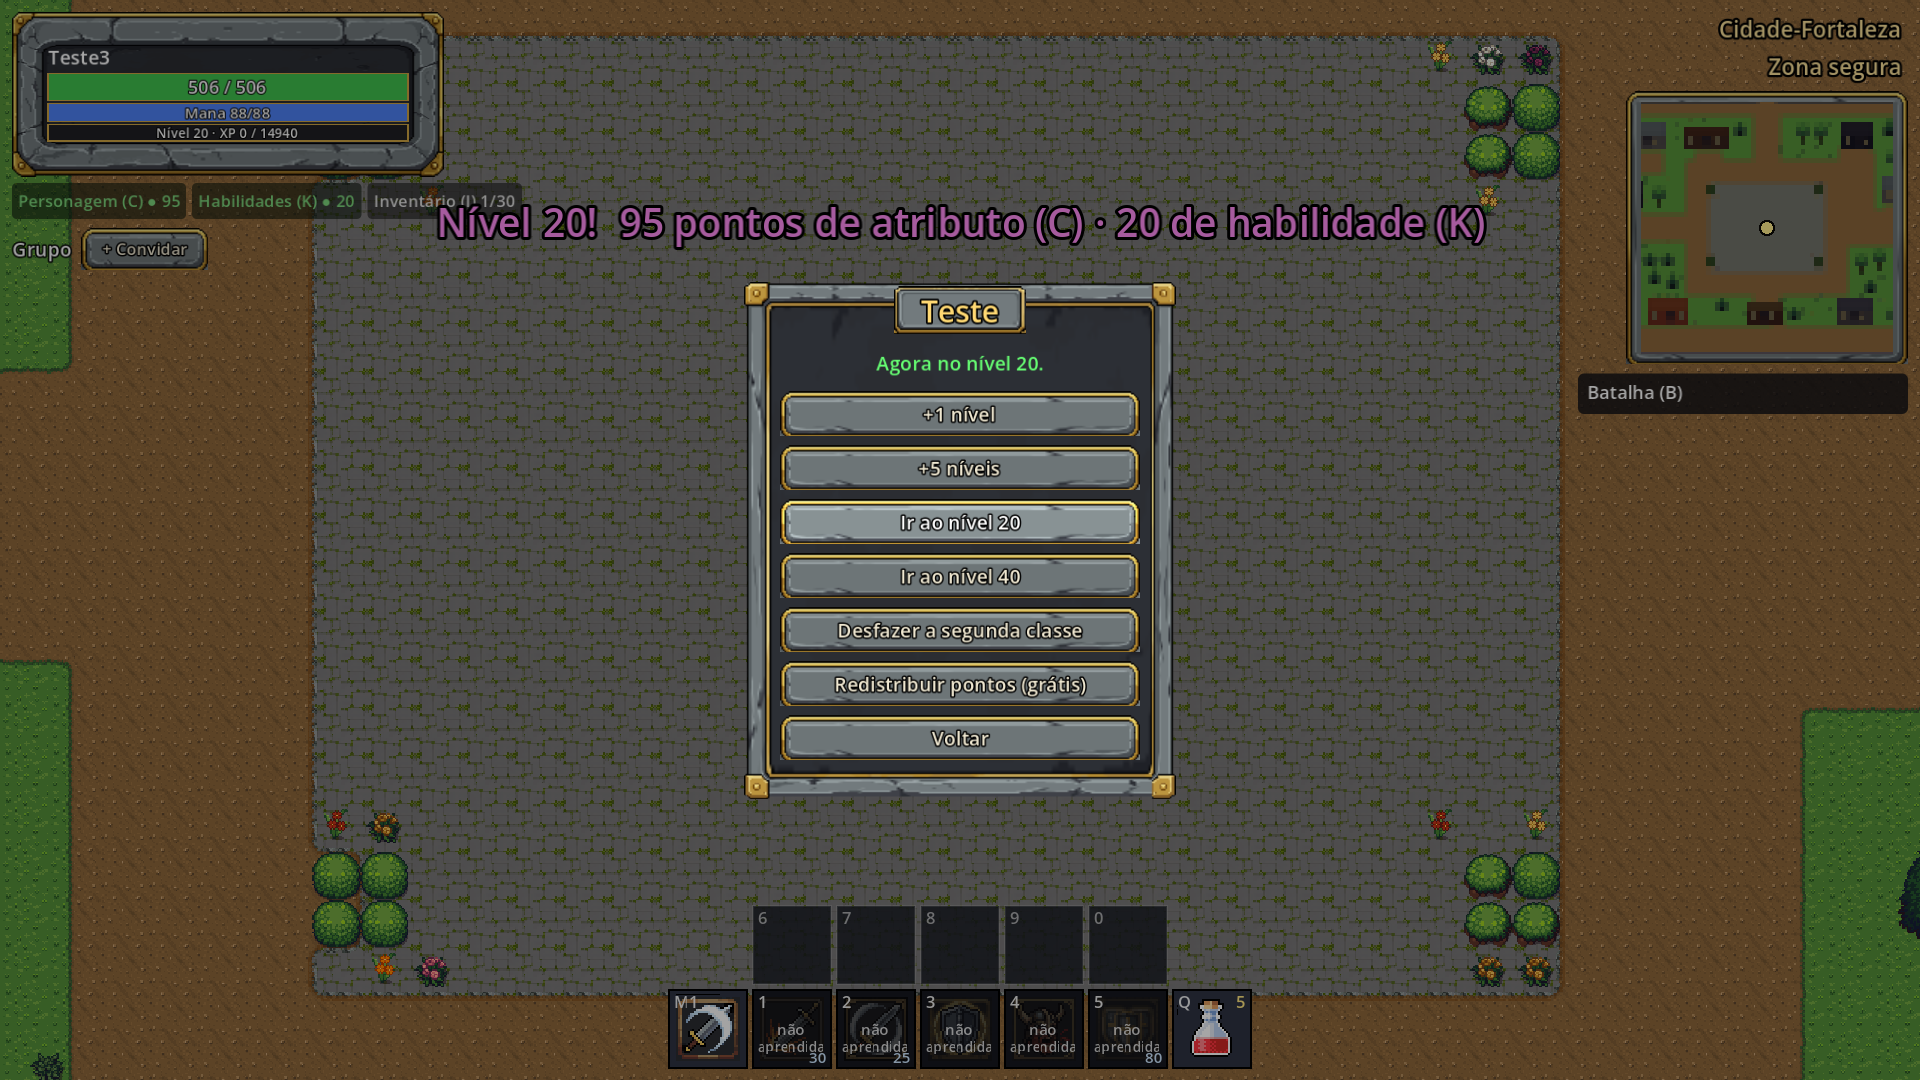 Teste3
506 / 506
Mana 88/88
Nível 20 · XP 0 / 14940
Personagem (C) ● 95
Habilidades (K) ● 20
Inventário (I) 1/30
Grupo
+ Convidar
Cidade-Fortaleza
Zona segura
Batalha (B)
Nível 20!  95 pontos de atributo (C) · 20 de habilidade (K)
Teste
Agora no nível 20.
+1 nível
+5 níveis
Ir ao nível 20
Ir ao nível 40
Desfazer a segunda classe
Redistribuir pontos (grátis)
Voltar
6
7
8
9
0
M1
1
não
aprendida
30
2
não
aprendida
25
3
não
aprendida
4
não
aprendida
5
não
aprendida
80
Q
5